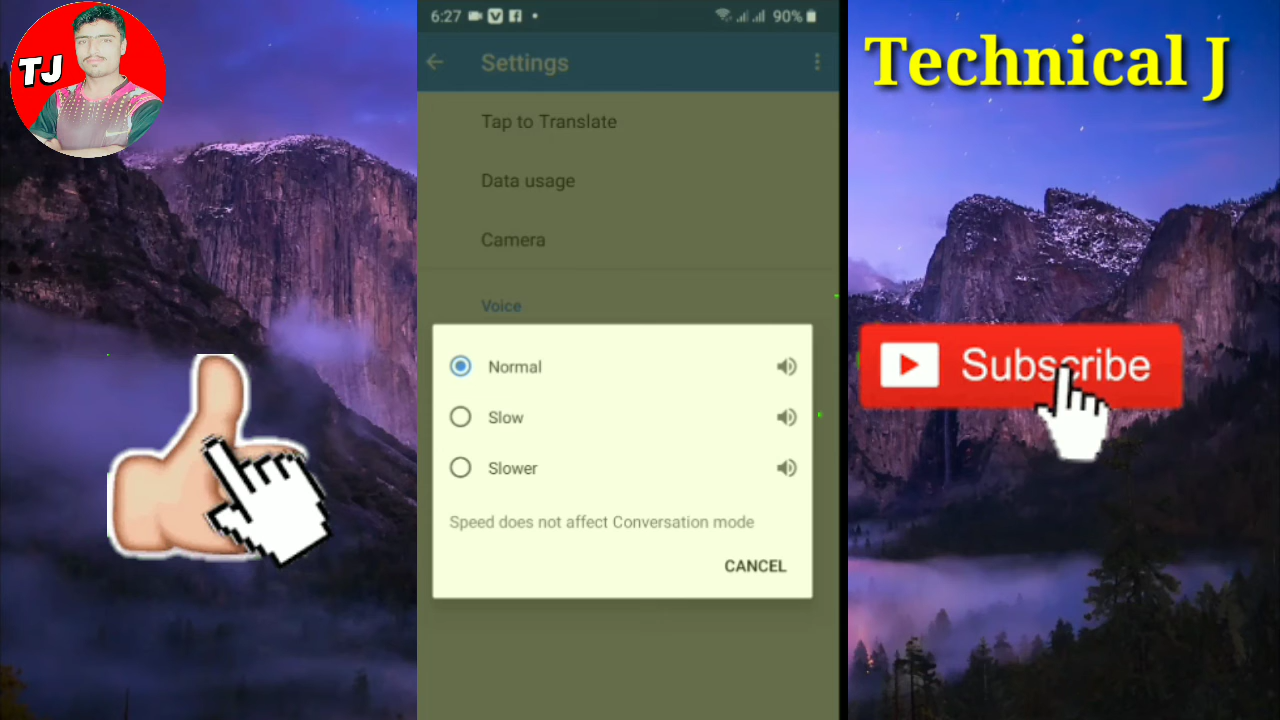 TJ
6:27
90%
Settings
Tap to Translate
Data usage
Camera
Voice
Normal
Slow
Slower
Speed does not affect Conversation mode
CANCEL
Technical J
Subscribe